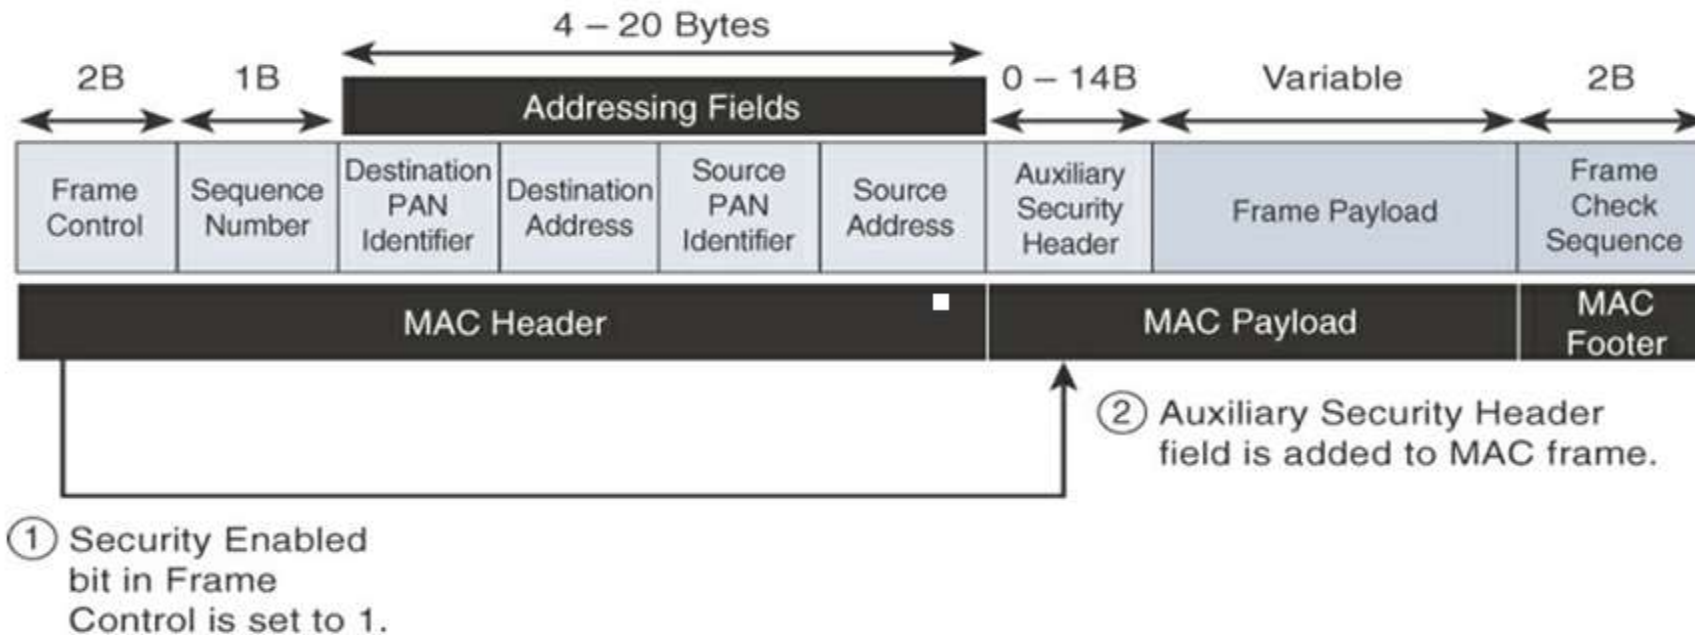 4 – 20 Bytes
2B
1B
Addressing Fields
0 – 14B
Variable
2B
Frame
Control
Sequence
Number
Destination
PAN
Identifier
Destination
Address
Source
PAN
Identifier
Source
Address
Auxiliary
Security
Header
Frame Payload
Frame
Check
Sequence
MAC Header
MAC Payload
MAC
Footer
② Auxiliary Security Header
field is added to MAC frame.
① Security Enabled
bit in Frame
Control is set to 1.